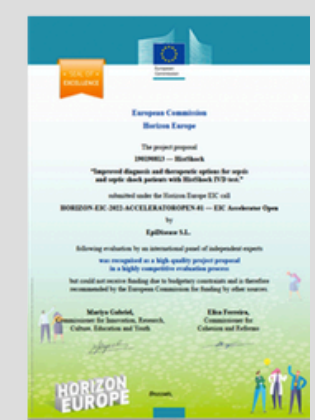 European
Commission
SEAL OF
EXCELLENCE
European Commission
Horizon Europe
The project proposal
190190813 — HistShock
"Improved diagnosis and therapeutic options for sepsis
and septic shock patients with HistShock IVD test."
submitted under the Horizon Europe EIC call
HORIZON-EIC-2022-ACCELERATOROPEN-01 — EIC Accelerator Open
by
EpiDisease S.L.
following evaluation by an international panel of independent experts
was recognised as a high quality project proposal
in a highly competitive evaluation process
but could not receive funding due to budgetary constraints and is therefore
recommended by the European Commission for funding by other sources.
Mariya Gabriel,
Commissioner for Innovation, Research,
Culture, Education and Youth
Elisa Ferreira,
Commissioner for
Cohesion and Reforms
HORIZON
EUROPE
Brussels,